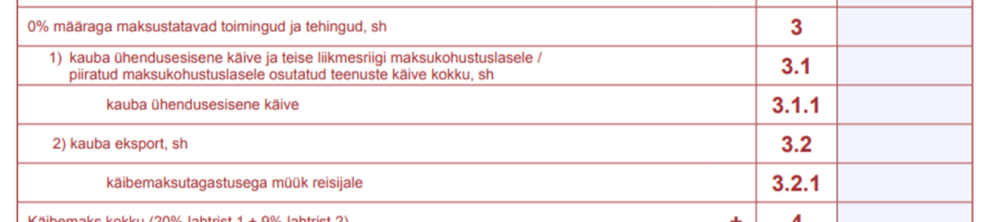 0% määraga maksustatavad toimingud ja tehingud, sh 3
1) kauba ühendusesisene käive ja teise liikmesriigi maksukohustuslasele /
piiratud maksukohustuslasele osutatud teenuste käive kokku, sh 3.1
kauba ühendusesisene käive 3.1.1
2) kauba eksport, sh 3.2
käibemaksutagastusega müük reisijale 3.2.1
Käibemaks kokku (20% lahtrist 1 + 9% lahtrist 2) + 4